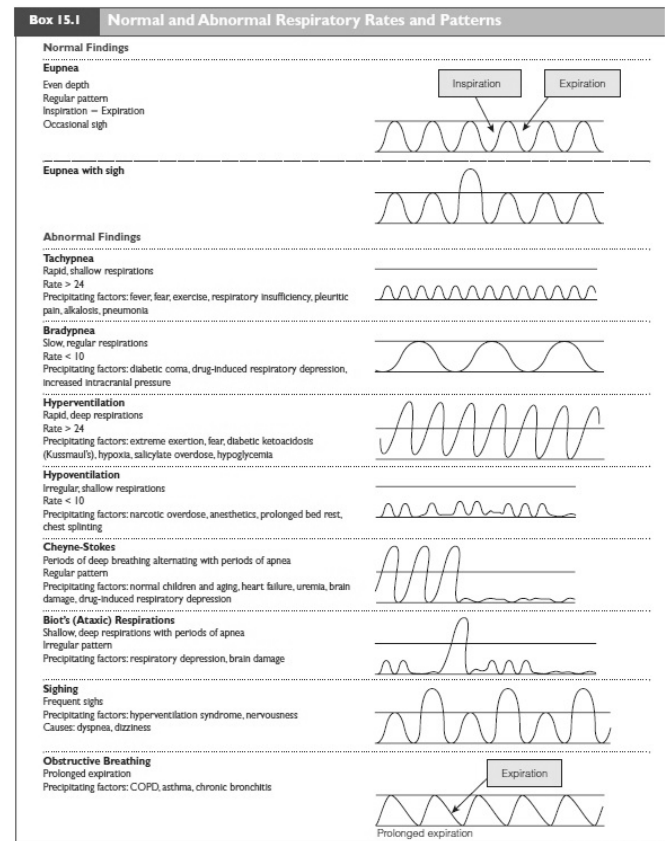 Box 15.1 Normal and Abnormal Respiratory Rates and Patterns
Normal Findings
Eupnea
Even depth
Regular pattern
Inspiration = Expiration
Occasional sigh
Inspiration
Expiration
Eupnea with sigh
Abnormal Findings
Tachypnea
Rapid, shallow respirations
Rate > 24
Precipitating factors: fever, fear, exercise, respiratory insufficiency, pleuritic
pain, alkalosis, pneumonia
Bradypnea
Slow, regular respirations
Rate < 10
Precipitating factors: diabetic coma, drug-induced respiratory depression,
increased intracranial pressure
Hyperventilation
Rapid, deep respirations
Rate > 24
Precipitating factors: extreme exertion, fear, diabetic ketoacidosis
(Kussmaul's), hypoxia, salicylate overdose, hypoglycemia
Hypoventilation
Irregular, shallow respirations
Rate < 10
Precipitating factors: narcotic overdose, anesthetics, prolonged bed rest,
chest splinting
Cheyne-Stokes
Periods of deep breathing alternating with periods of apnea
Regular pattern
Precipitating factors: normal children and aging, heart failure, uremia, brain
damage, drug-induced respiratory depression
Biot's (Ataxic) Respirations
Shallow, deep respirations with periods of apnea
Irregular pattern
Precipitating factors: respiratory depression, brain damage
Sighing
Frequent sighs
Precipitating factors: hyperventilation syndrome, nervousness
Causes: dyspnea, dizziness
Obstructive Breathing
Prolonged expiration
Precipitating factors: COPD, asthma, chronic bronchitis
Expiration
Prolonged expiration